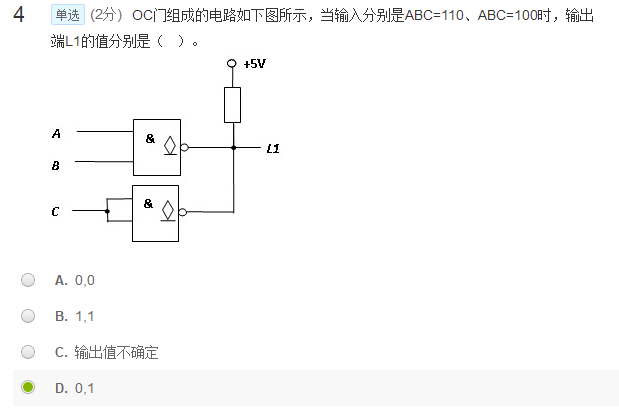 4 单选 (2分) OC门组成的电路如下图所示，当输入分别是ABC=110、ABC=100时，输出
端L1的值分别是（ ）。
+5V
A
&
L1
B
&
C
A. 0,0
B. 1,1
C. 输出值不确定
D. 0,1